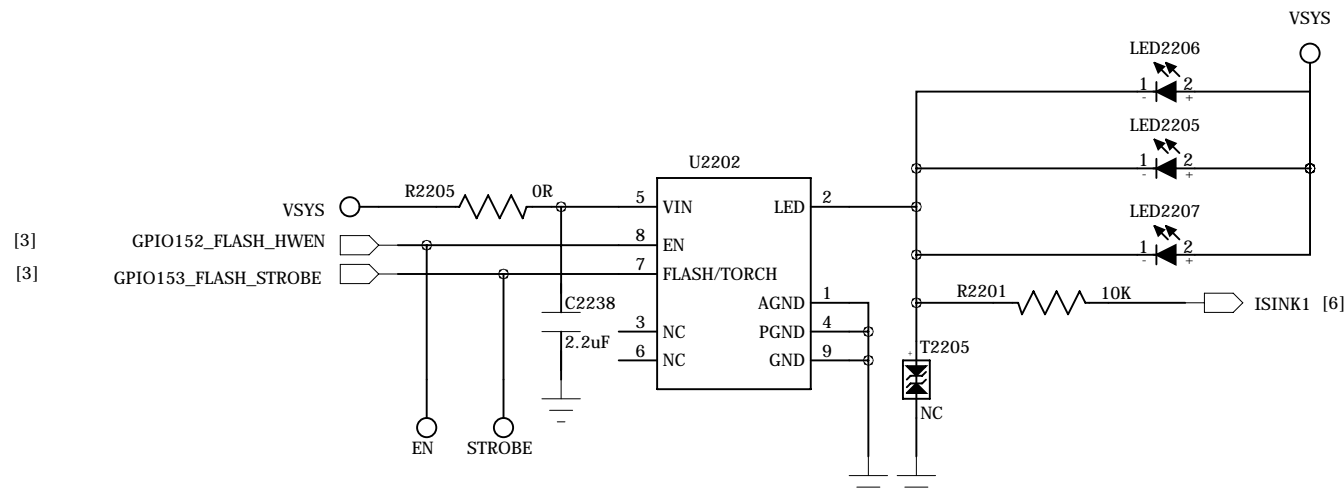 VSYS
LED2206
1 2
- +
LED2205
1 2
- +
U2202
R2205 0R
VSYS
5 VIN
LED 2
LED2207
1 2
- +
[3] GPIO152_FLASH_HWEN
8 EN
[3] GPIO153_FLASH_STROBE
7 FLASH/TORCH
R2201 10K
ISINK1 [6]
AGND 1
C2238
2.2uF
3 NC
PGND 4
6 NC
GND 9
+
T2205
NC
EN
STROBE